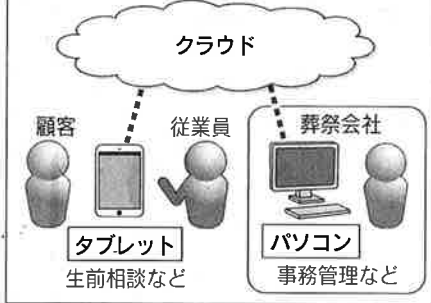 クラウド
顧客
従業員
葬祭会社
タブレット
パソコン
生前相談など
事務管理など